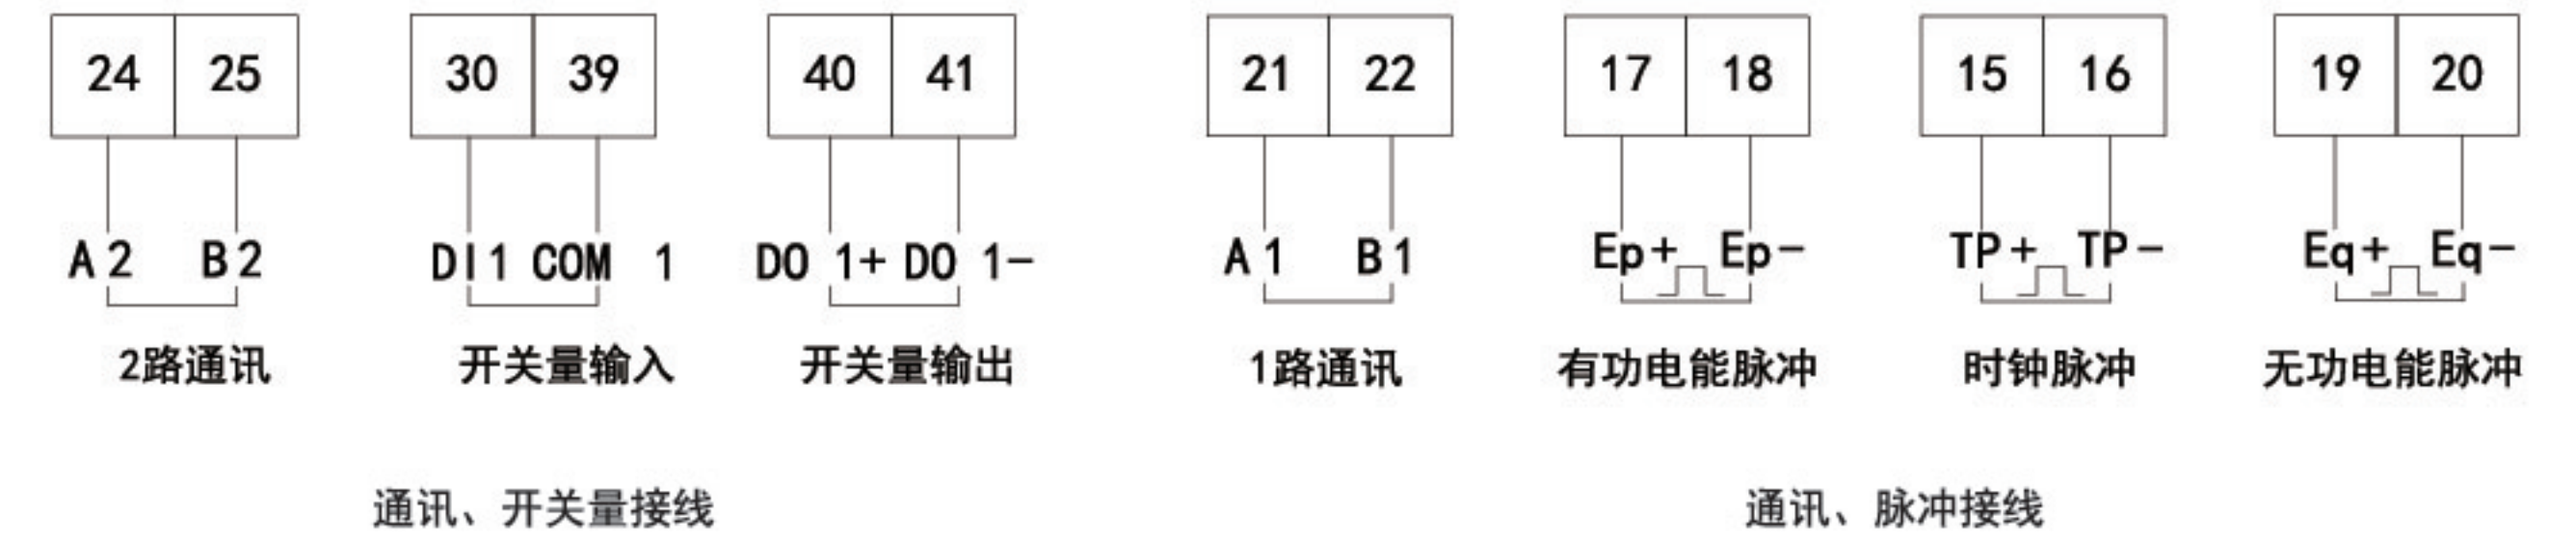 24 25 30 39 40 41 21 22 17 18 15 16 19 20
A2 B2 DI1 COM 1 DO 1+ DO 1- A1 B1 Ep+ Ep- TP+ TP- Eq+ Eq-
2路通讯 开关量输入 开关量输出 1路通讯 有功电能脉冲 时钟脉冲 无功电能脉冲
通讯、开关量接线 通讯、脉冲接线